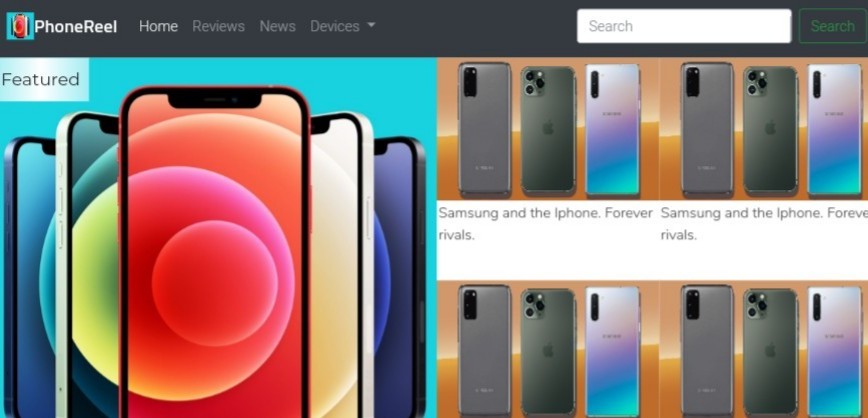 PhoneReel Home Reviews News Devices Search Search
Featured
Samsung and the Iphone. Forever
rivals.
Samsung and the Iphone. Foreve
rivals.